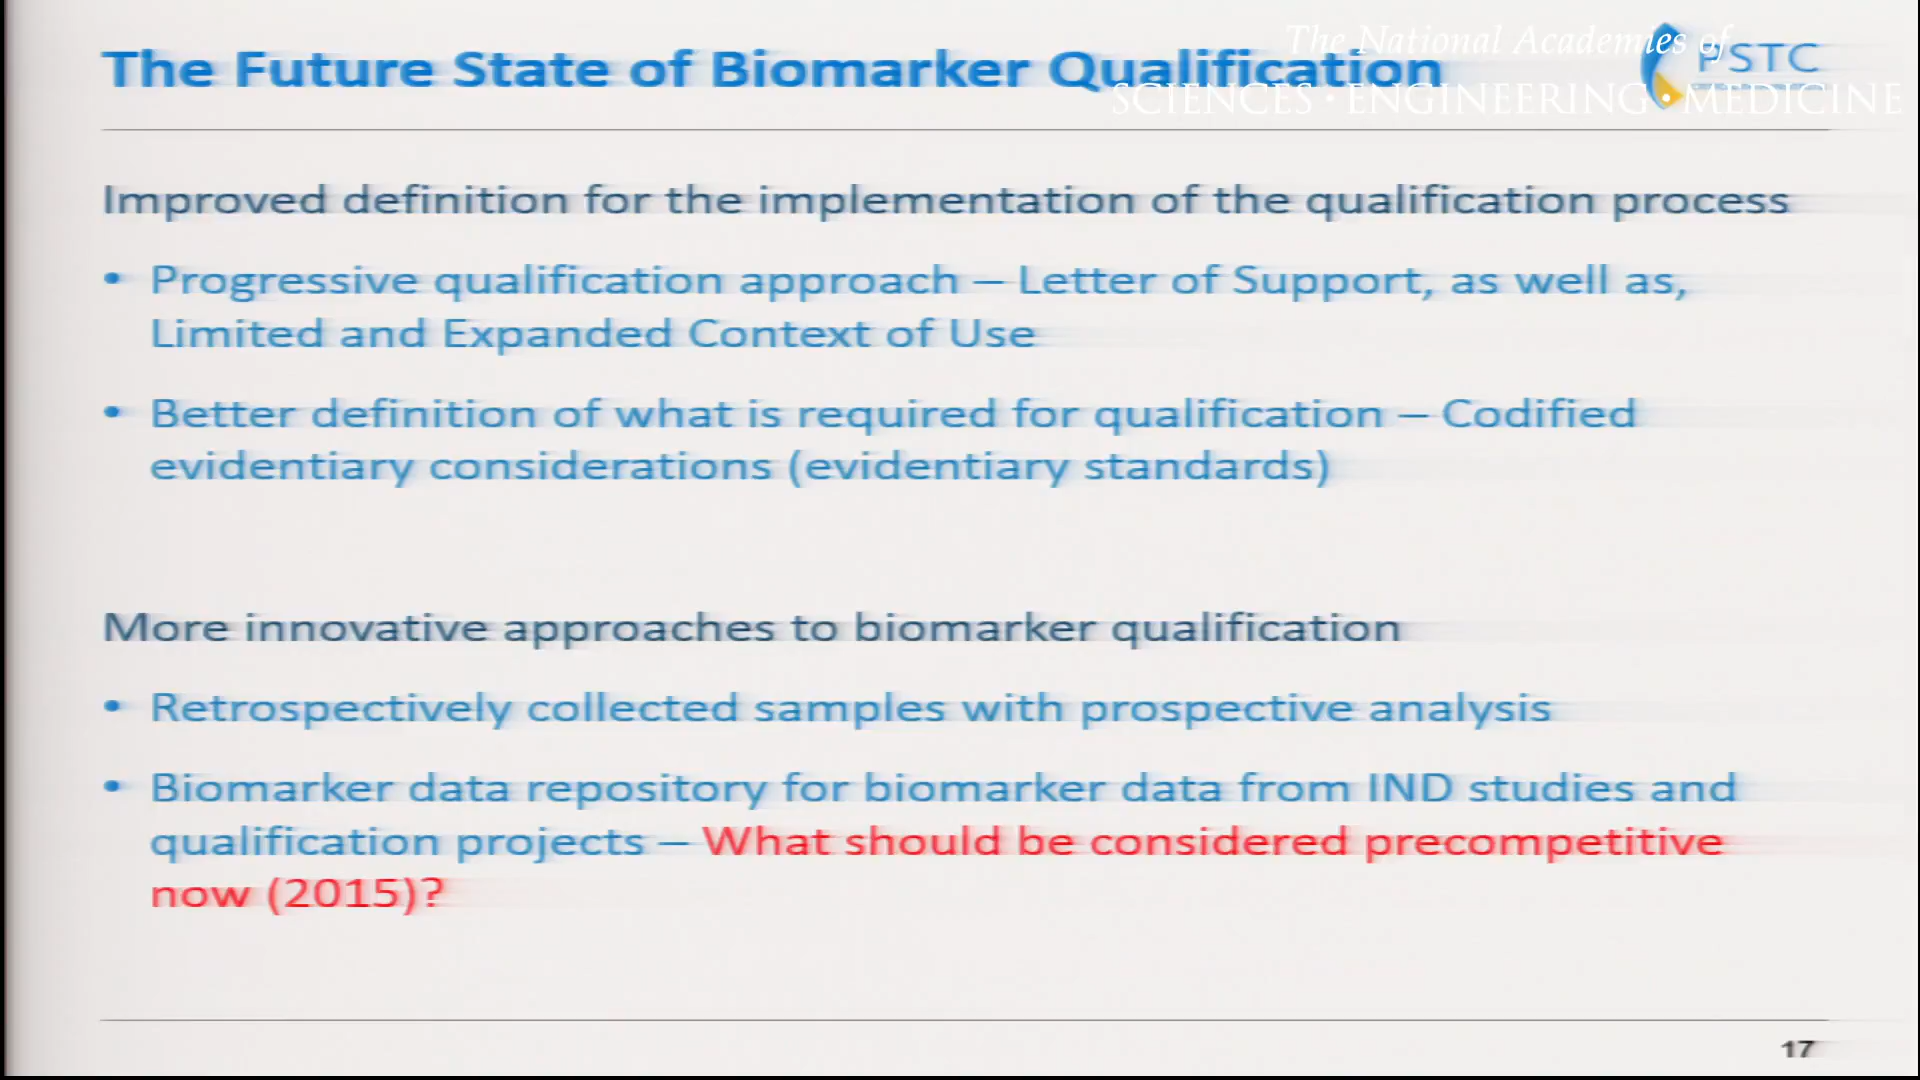 The Future State of Biomarker Qualification
The National Academies of
SCIENCES • ENGINEERING • MEDICINE
PSTC
Improved definition for the implementation of the qualification process
• Progressive qualification approach – Letter of Support, as well as,
Limited and Expanded Context of Use
• Better definition of what is required for qualification – Codified
evidentiary considerations (evidentiary standards)
More innovative approaches to biomarker qualification
• Retrospectively collected samples with prospective analysis
• Biomarker data repository for biomarker data from IND studies and
qualification projects – What should be considered precompetitive
now (2015)?
17